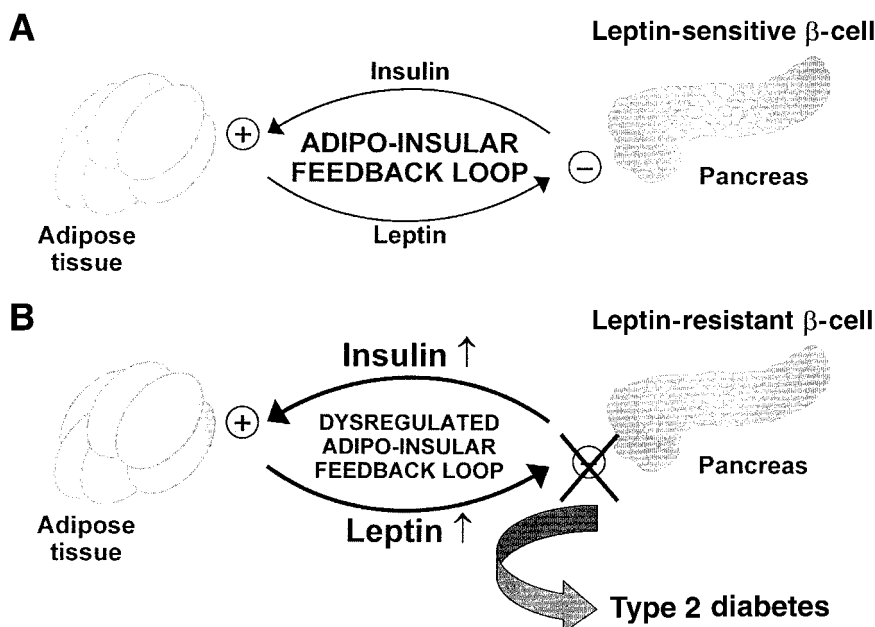 A
Leptin-sensitive β-cell
Insulin
+
ADIPO-INSULAR
FEEDBACK LOOP
−
Pancreas
Leptin
Adipose
tissue
B
Leptin-resistant β-cell
Insulin ↑
+
DYSREGULATED
ADIPO-INSULAR
FEEDBACK LOOP
−
Pancreas
Leptin ↑
Adipose
tissue
Type 2 diabetes